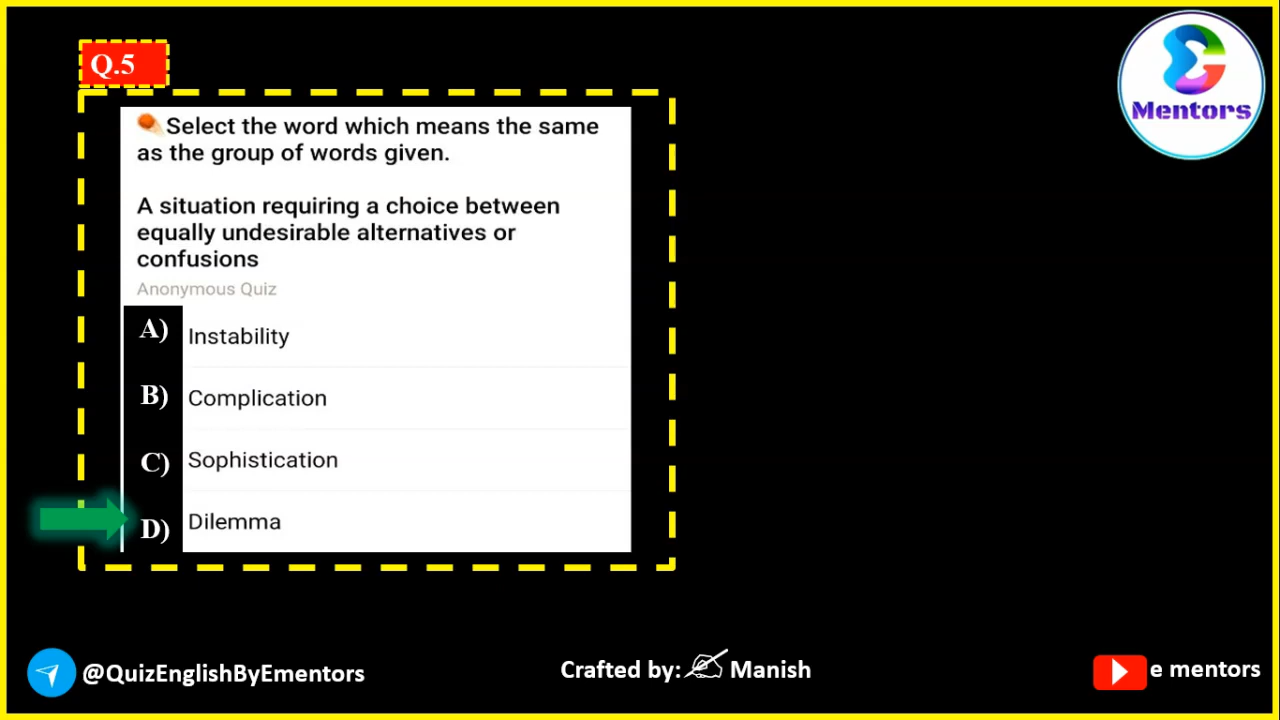 Q.5
Mentors
Select the word which means the same
as the group of words given.
A situation requiring a choice between
equally undesirable alternatives or
confusions
Anonymous Quiz
A) Instability
B) Complication
C) Sophistication
D) Dilemma
@QuizEnglishByEmentors
Crafted by: Manish
e mentors